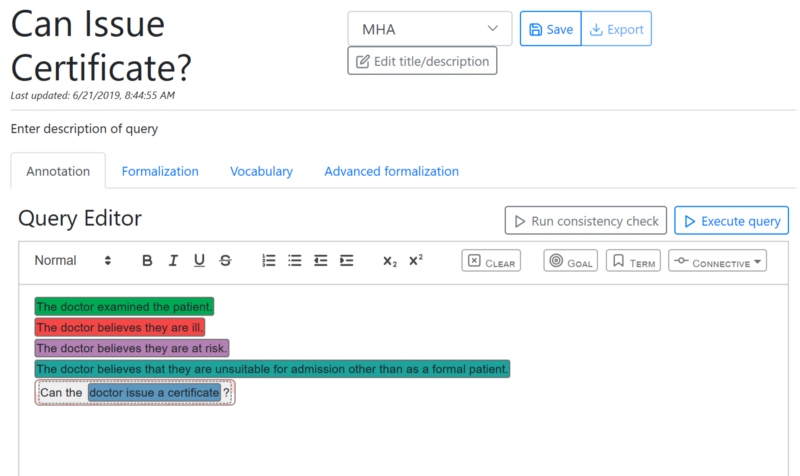 Can Issue
Certificate?
MHA
Save
Export
Edit title/description
Last updated: 6/21/2019, 8:44:55 AM
Enter description of query
Annotation Formalization Vocabulary Advanced formalization
Query Editor
Run consistency check
Execute query
Normal B I U S x₂ x² CLEAR GOAL TERM CONNECTIVE
The doctor examined the patient.
The doctor believes they are ill.
The doctor believes they are at risk.
The doctor believes that they are unsuitable for admission other than as a formal patient.
Can the doctor issue a certificate ?